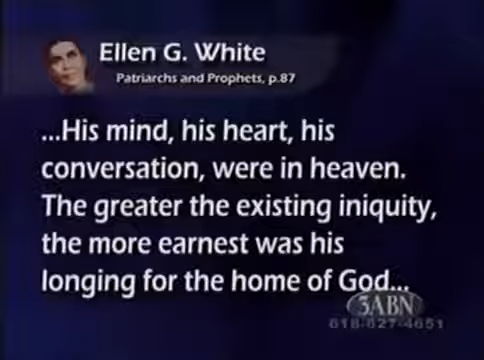 Ellen G. White
Patriarchs and Prophets, p.87
...His mind, his heart, his
conversation, were in heaven.
The greater the existing iniquity,
the more earnest was his
longing for the home of God...
3ABN
618-627-4651